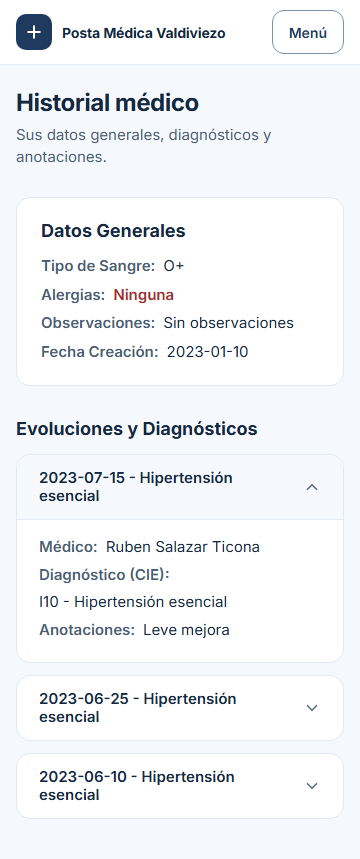 Posta Médica Valdiviezo
Menú
Historial médico
Sus datos generales, diagnósticos y
anotaciones.
Datos Generales
Tipo de Sangre: O+
Alergias: Ninguna
Observaciones: Sin observaciones
Fecha Creación: 2023-01-10
Evoluciones y Diagnósticos
2023-07-15 - Hipertensión
esencial
Médico: Ruben Salazar Ticona
Diagnóstico (CIE):
I10 - Hipertensión esencial
Anotaciones: Leve mejora
2023-06-25 - Hipertensión
esencial
2023-06-10 - Hipertensión
esencial